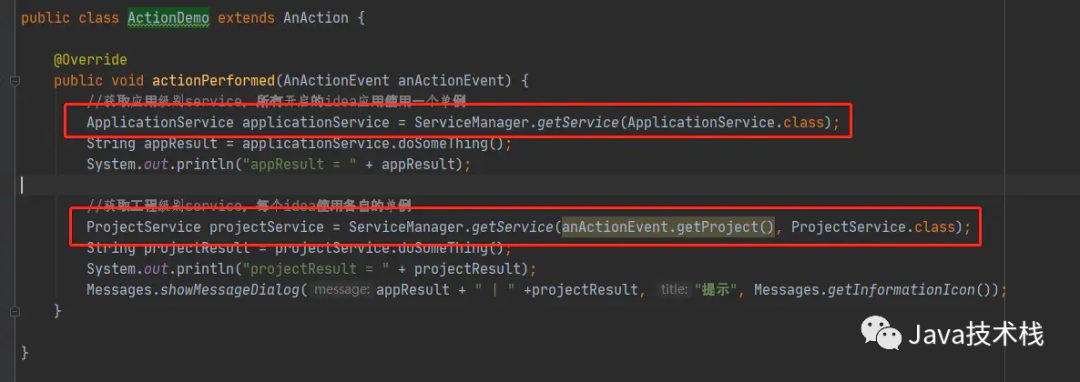 public class ActionDemo extends AnAction {
@Override
public void actionPerformed(AnActionEvent anActionEvent) {
//获取应用级别service，所有开启的idea应用使用一个单例
ApplicationService applicationService = ServiceManager.getService(ApplicationService.class);
String appResult = applicationService.doSomeThing();
System.out.println("appResult = " + appResult);
//获取工程级别service，每个idea使用各自的单例
ProjectService projectService = ServiceManager.getService(anActionEvent.getProject(), ProjectService.class);
String projectResult = projectService.doSomeThing();
System.out.println("projectResult = " + projectResult);
Messages.showMessageDialog( message: appResult + " | " +projectResult, title: "提示", Messages.getInformationIcon());
}
}
Java技术栈